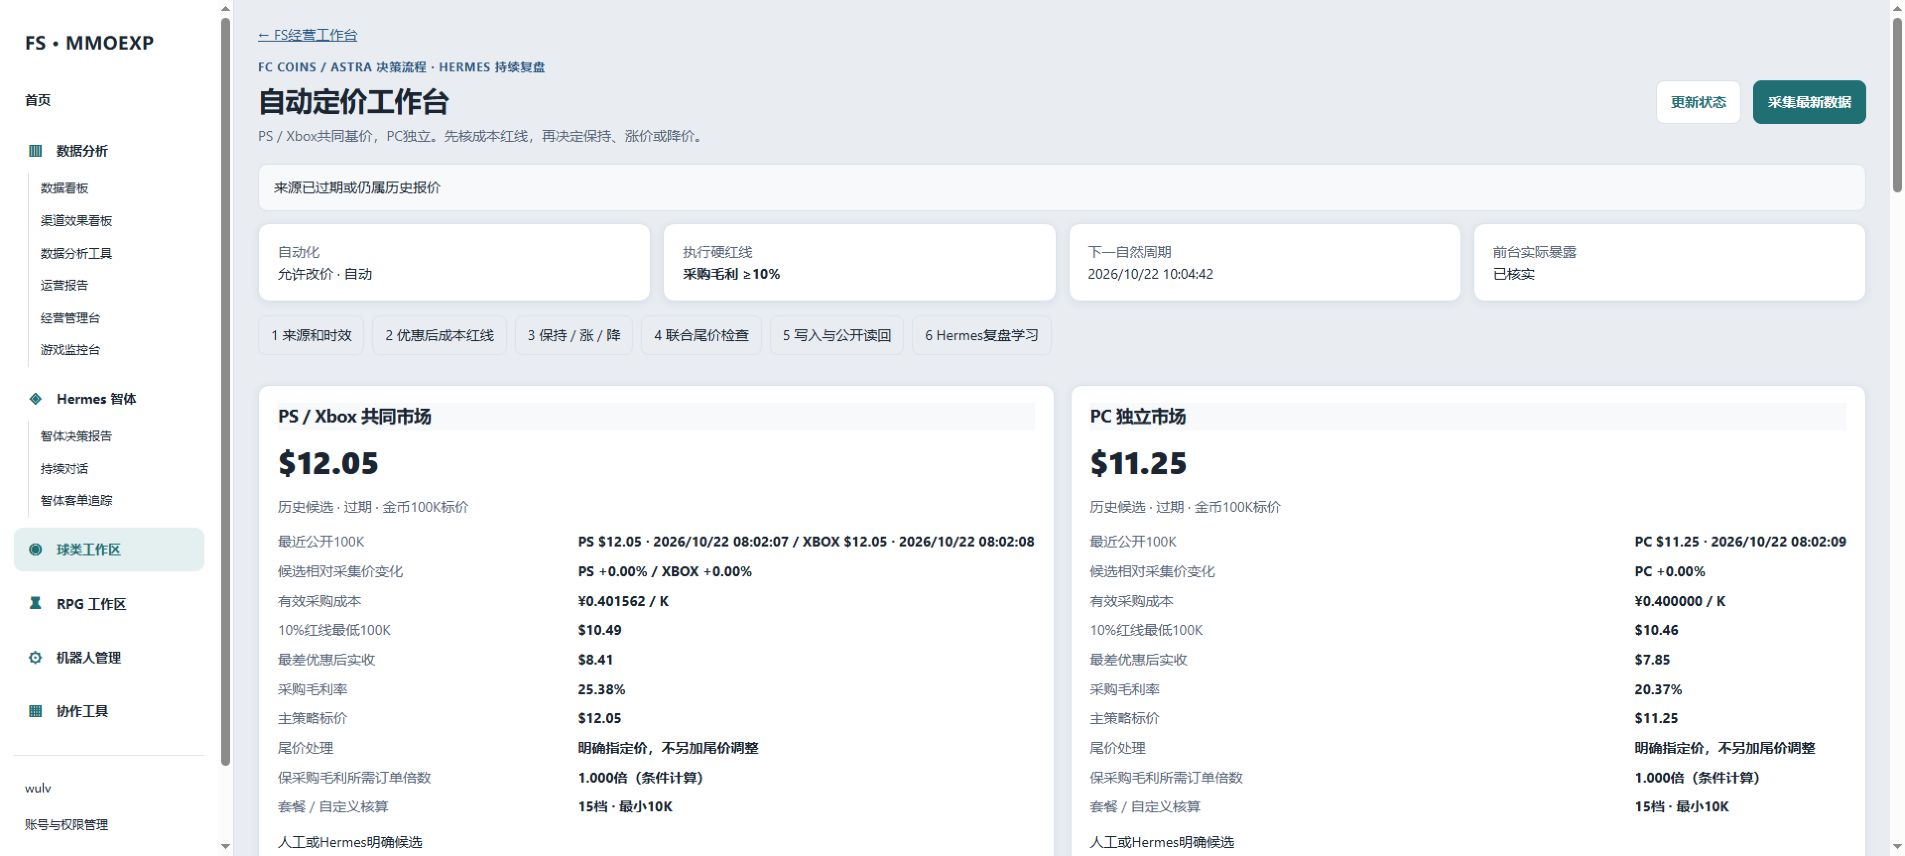 FS • MMOEXP
首页
数据分析
数据看板
渠道效果看板
数据分析工具
运营报告
经营管理台
游戏监控台
Hermes 智体
智体决策报告
持续对话
智体客单追踪
球类工作区
RPG 工作区
机器人管理
协作工具
wulv
账号与权限管理
← FS经营工作台
FC COINS / ASTRA 决策流程 · HERMES 持续复盘
自动定价工作台
PS / Xbox共同基价，PC独立。先核成本红线，再决定保持、涨价或降价。
更新状态
采集最新数据
来源已过期或仍属历史报价
自动化
允许改价 · 自动
执行硬红线
采购毛利 ≥10%
下一自然周期
2026/10/22 10:04:42
前台实际暴露
已核实
1 来源和时效
2 优惠后成本红线
3 保持 / 涨 / 降
4 联合尾价检查
5 写入与公开读回
6 Hermes复盘学习
PS / Xbox 共同市场
$12.05
历史候选 · 过期 · 金币100K标价
最近公开100K PS $12.05 · 2026/10/22 08:02:07 / XBOX $12.05 · 2026/10/22 08:02:08
候选相对采集价变化 PS +0.00% / XBOX +0.00%
有效采购成本 ¥0.401562 / K
10%红线最低100K $10.49
最差优惠后实收 $8.41
采购毛利率 25.38%
主策略标价 $12.05
尾价处理 明确指定价，不另加尾价调整
保采购毛利所需订单倍数 1.000倍（条件计算）
套餐 / 自定义核算 15档 · 最小10K
人工或Hermes明确候选
PC 独立市场
$11.25
历史候选 · 过期 · 金币100K标价
最近公开100K PC $11.25 · 2026/10/22 08:02:09
候选相对采集价变化 PC +0.00%
有效采购成本 ¥0.400000 / K
10%红线最低100K $10.46
最差优惠后实收 $7.85
采购毛利率 20.37%
主策略标价 $11.25
尾价处理 明确指定价，不另加尾价调整
保采购毛利所需订单倍数 1.000倍（条件计算）
套餐 / 自定义核算 15档 · 最小10K
人工或Hermes明确候选